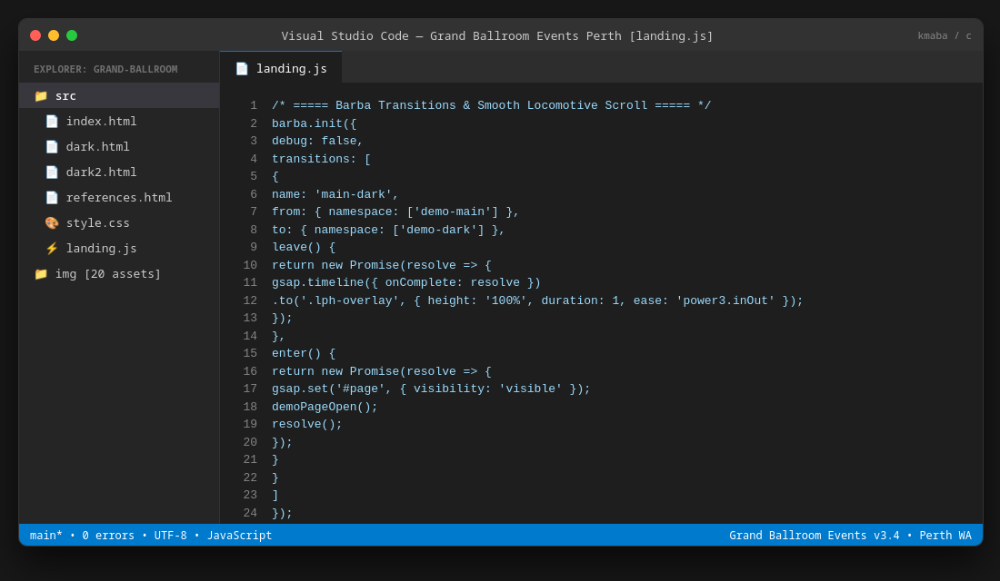 Visual Studio Code — Grand Ballroom Events Perth [landing.js]
kmaba / c
EXPLORER: GRAND-BALLROOM
src
index.html
dark.html
dark2.html
references.html
style.css
landing.js
img [20 assets]
landing.js
1 /* ===== Barba Transitions & Smooth Locomotive Scroll ===== */
2 barba.init({
3 debug: false,
4 transitions: [
5 {
6 name: 'main-dark',
7 from: { namespace: ['demo-main'] },
8 to: { namespace: ['demo-dark'] },
9 leave() {
10 return new Promise(resolve => {
11 gsap.timeline({ onComplete: resolve })
12 .to('.lph-overlay', { height: '100%', duration: 1, ease: 'power3.inOut' });
13 });
14 },
15 enter() {
16 return new Promise(resolve => {
17 gsap.set('#page', { visibility: 'visible' });
18 demoPageOpen();
19 resolve();
20 });
21 }
22 }
23 ]
24 });
main* • 0 errors • UTF-8 • JavaScript
Grand Ballroom Events v3.4 • Perth WA